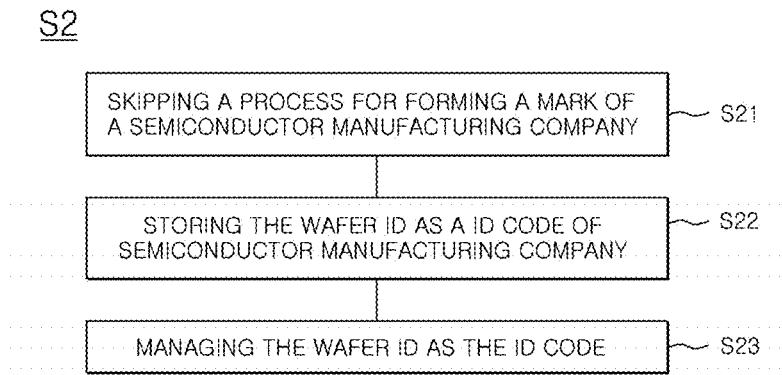 S2
SKIPPING A PROCESS FOR FORMING A MARK OF
A SEMICONDUCTOR MANUFACTURING COMPANY
S21
STORING THE WAFER ID AS A ID CODE OF
SEMICONDUCTOR MANUFACTURING COMPANY
S22
MANAGING THE WAFER ID AS THE ID CODE
S23